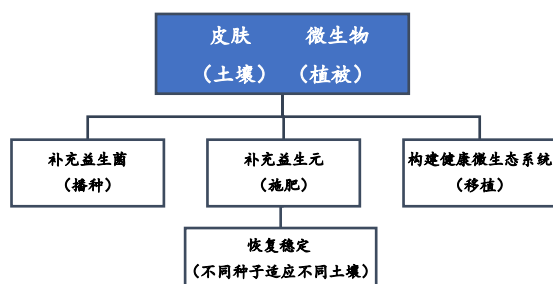 皮肤 微生物
（土壤）（植被）
补充益生菌
（播种）
补充益生元
（施肥）
构建健康微生态系统
（移植）
恢复稳定
（不同种子适应不同土壤）